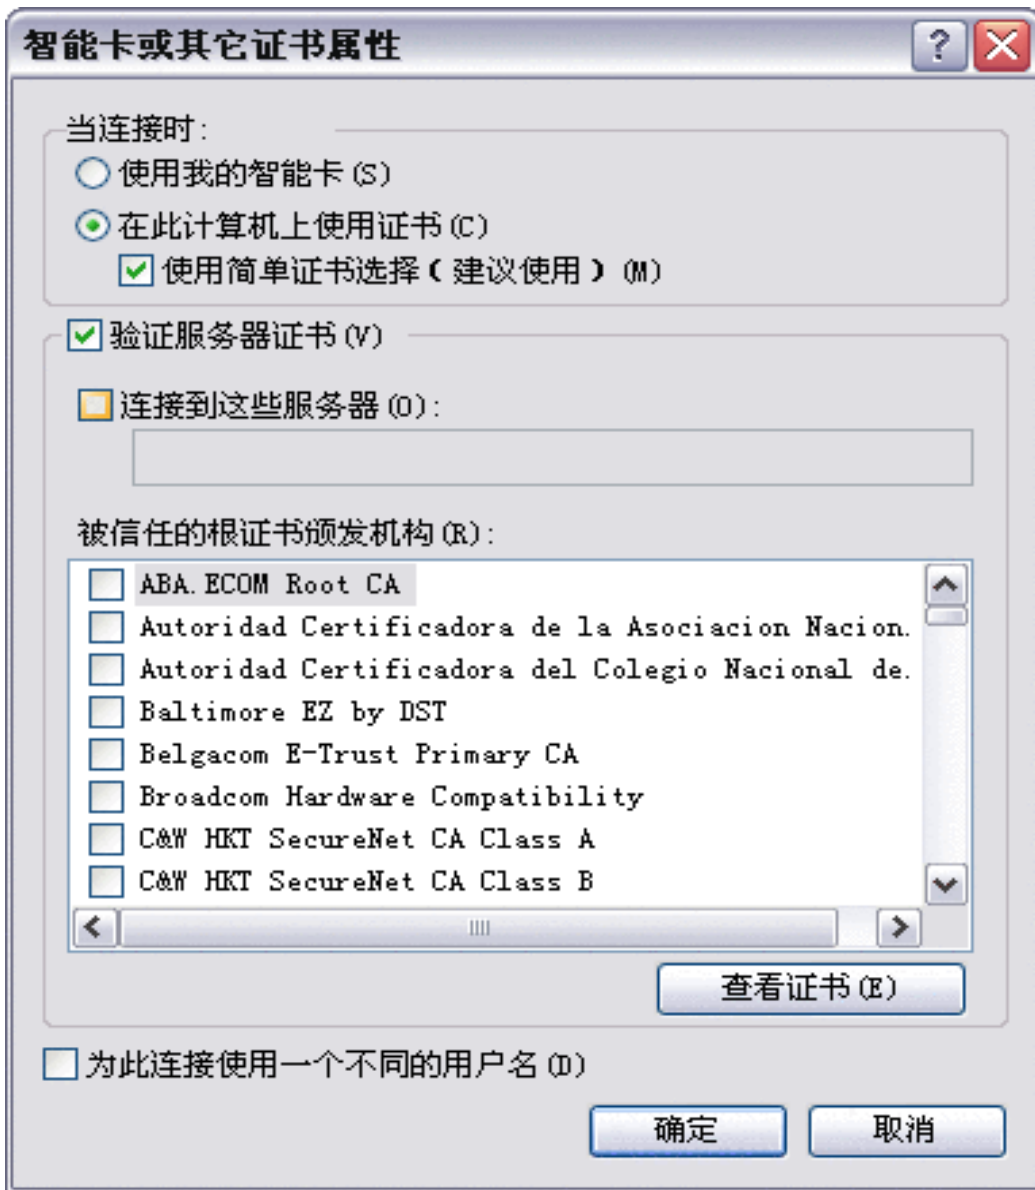 智能卡或其它证书属性
当连接时:
使用我的智能卡(S)
在此计算机上使用证书(C)
使用简单证书选择(建议使用)(M)
验证服务器证书(V)
连接到这些服务器(O):
被信任的根证书颁发机构(R):
ABA.ECOM Root CA
Autoridad Certificadora de la Asociacion Nacion.
Autoridad Certificadora del Colegio Nacional de.
Baltimore EZ by DST
Belgacom E-Trust Primary CA
Broadcom Hardware Compatibility
C&W HKT SecureNet CA Class A
C&W HKT SecureNet CA Class B
查看证书(E)
为此连接使用一个不同的用户名(D)
确定 取消